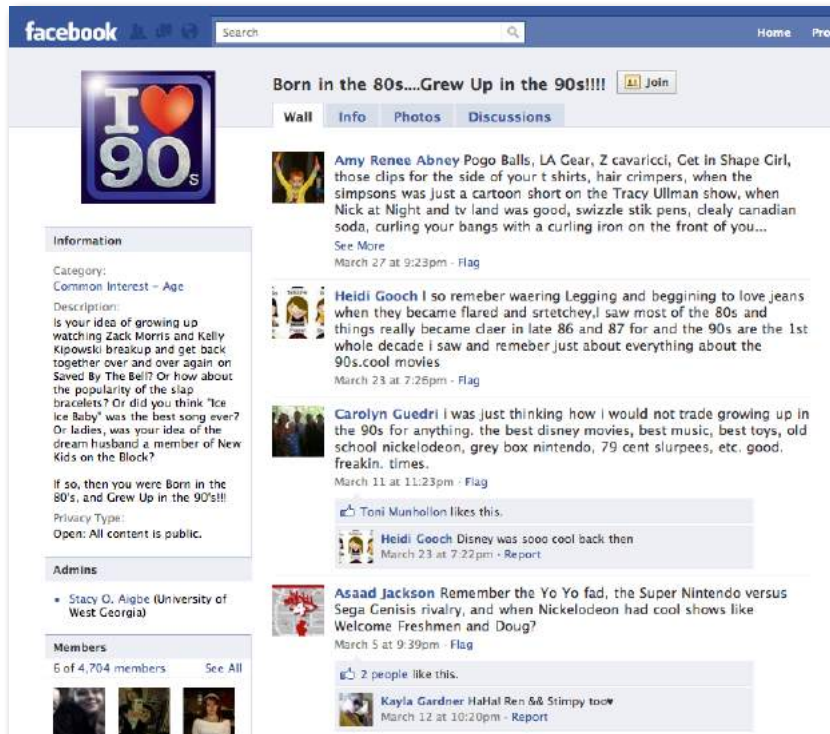 facebook
Search
Home
Pro
I
90s
Born in the 80s....Grew Up in the 90s!!!!
Join
Wall Info Photos Discussions
Information
Category:
Common Interest - Age
Description:
Is your idea of growing up
watching Zack Morris and Kelly
Kipowski breakup and get back
together over and over again on
Saved By The Bell? Or how about
the popularity of the slap
bracelets? Or did you think "Ice
Ice Baby" was the best song ever?
Or ladies, was your idea of the
dream husband a member of New
Kids on the Block?
If so, then you were Born in the
80's, and Grew Up in the 90's!!!
Privacy Type:
Open: All content is public.
Admins
Stacy O. Aigbe (University of
West Georgia)
Members
6 of 4,704 members See All
Amy Renee Abney Pogo Balls, LA Gear, Z cavaricci, Get in Shape Girl,
those clips for the side of your t shirts, hair crimpers, when the
simpsons was just a cartoon short on the Tracy Ullman show, when
Nick at Night and tv land was good, swizzle stik pens, clealy canadian
soda, curling your bangs with a curling iron on the front of you...
See More
March 27 at 9:23pm · Flag
Heidi Gooch I so remeber waering Legging and beggining to love jeans
when they became flared and srtetchey,I saw most of the 80s and
things really became claer in late 86 and 87 for and the 90s are the 1st
whole decade i saw and remeber just about everything about the
90s.cool movies
March 23 at 7:26pm · Flag
Carolyn Guedri i was just thinking how i would not trade growing up in
the 90s for anything. the best disney movies, best music, best toys, old
school nickelodeon, grey box nintendo, 79 cent slurpees, etc. good.
freakin. times.
March 11 at 11:23pm · Flag
Toni Munhollon likes this.
Heidi Gooch Disney was sooo cool back then
March 23 at 7:22pm · Report
Asaad Jackson Remember the Yo Yo fad, the Super Nintendo versus
Sega Genisis rivalry, and when Nickelodeon had cool shows like
Welcome Freshmen and Doug?
March 5 at 9:39pm · Flag
2 people like this.
Kayla Gardner HaHa! Ren && Stimpy too♥
March 12 at 10:20pm · Report